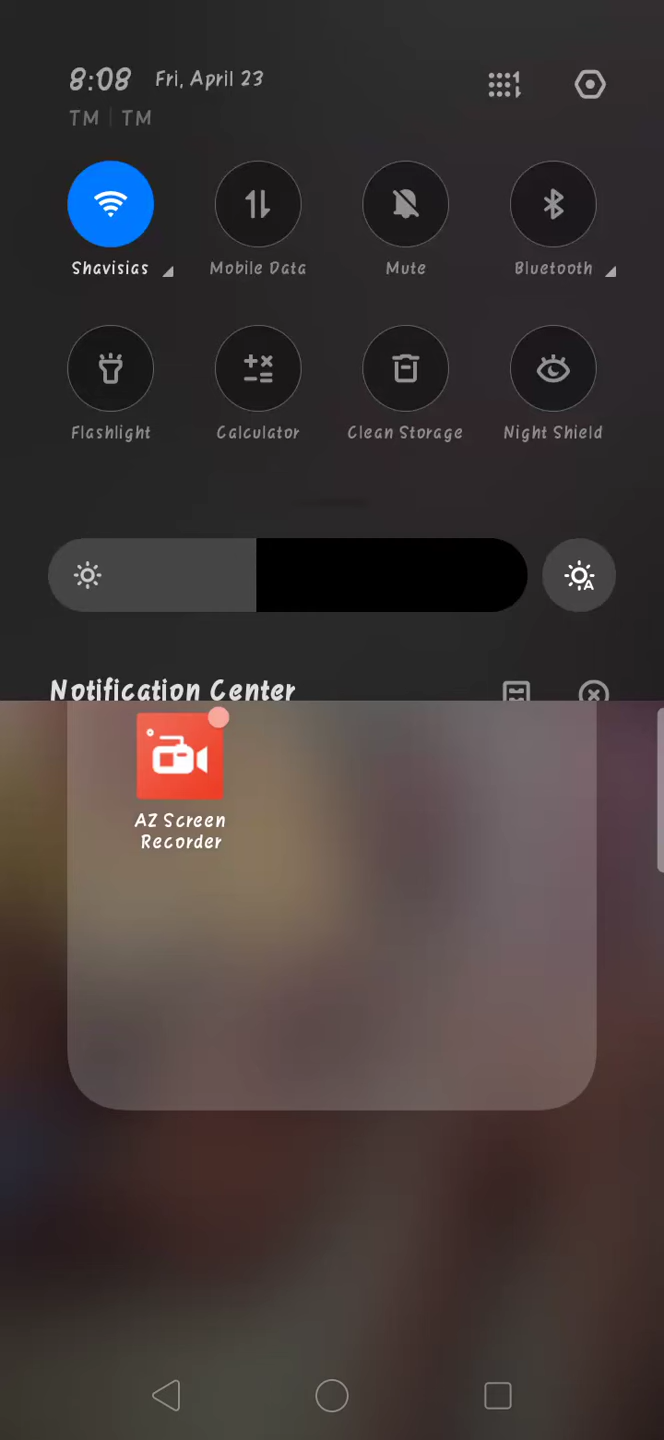 8:08 Fri, April 23
TM | TM
Shavisias Mobile Data Mute Bluetooth
Flashlight Calculator Clean Storage Night Shield
Notification Center
AZ Screen
Recorder